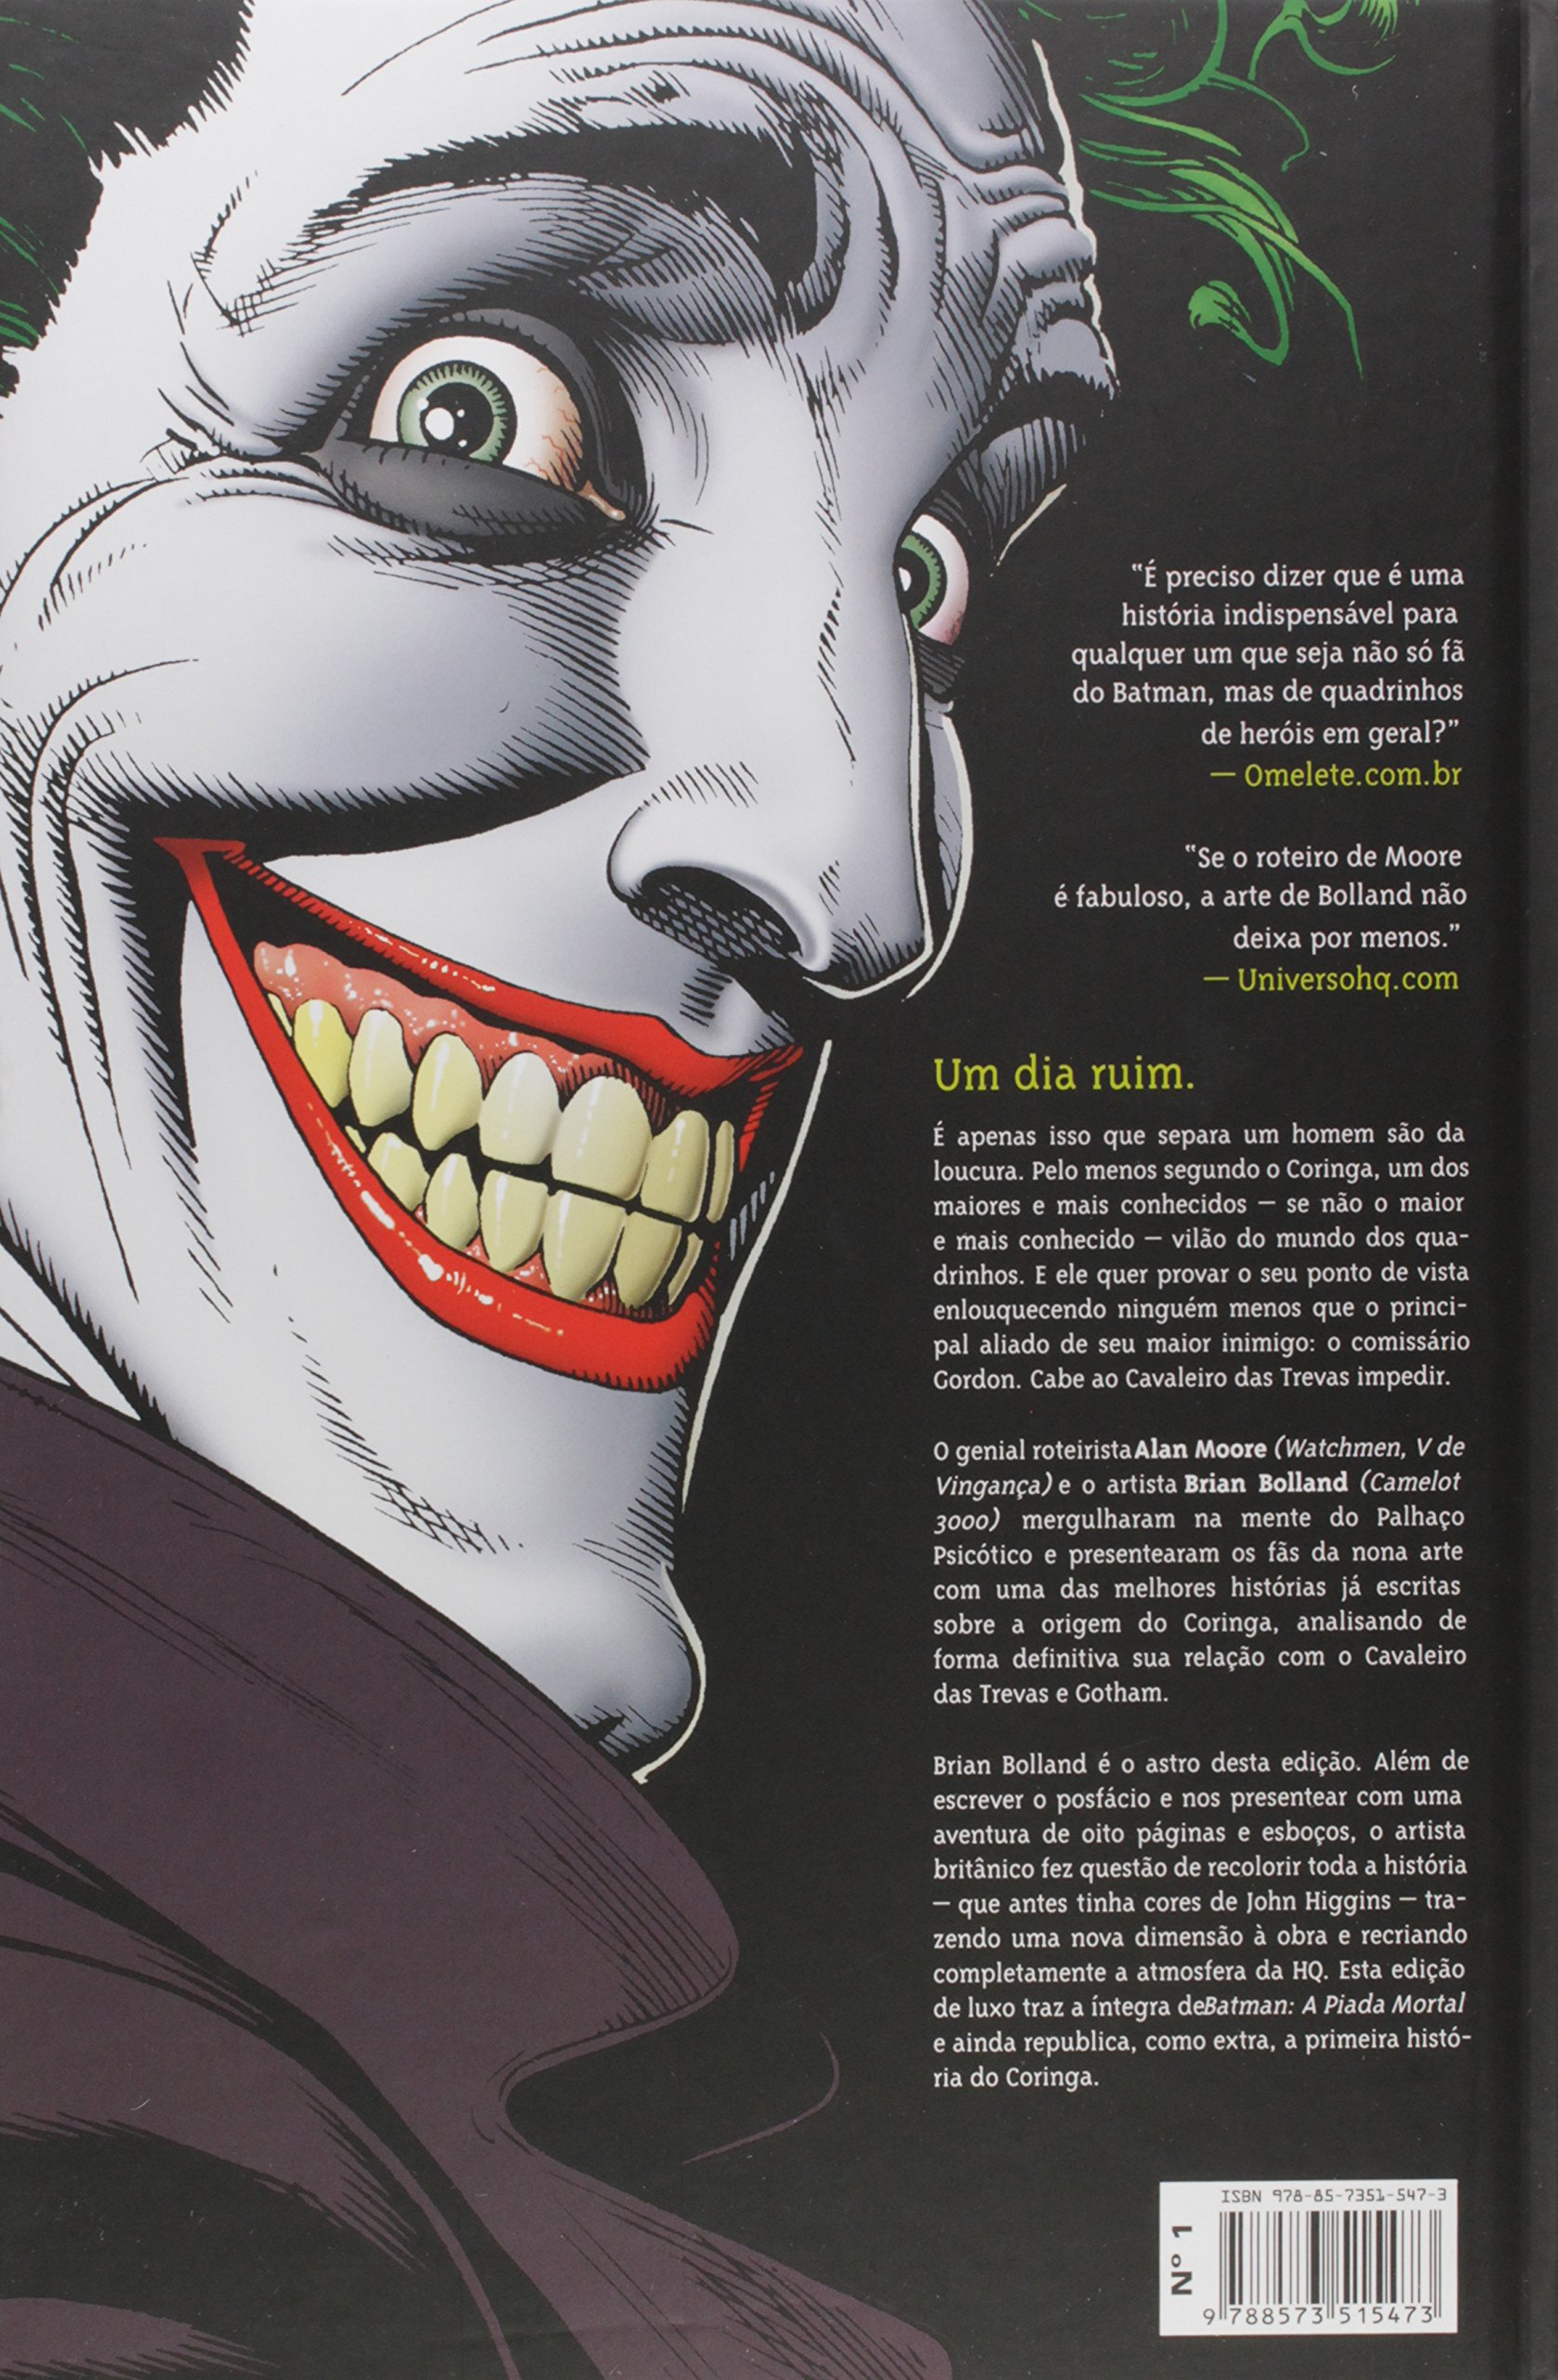 “É preciso dizer que é uma
história indispensável para
qualquer um que seja não só fã
do Batman, mas de quadrinhos
de heróis em geral?”
— Omelete.com.br
“Se o roteiro de Moore
é fabuloso, a arte de Bolland não
deixa por menos.”
— Universohq.com
Um dia ruim.
É apenas isso que separa um homem são da
loucura. Pelo menos segundo o Coringa, um dos
maiores e mais conhecidos — se não o maior
e mais conhecido — vilão do mundo dos qua-
drinhos. E ele quer provar o seu ponto de vista
enlouquecendo ninguém menos que o princi-
pal aliado de seu maior inimigo: o comissário
Gordon. Cabe ao Cavaleiro das Trevas impedir.
O genial roteirista Alan Moore (Watchmen, V de
Vingança) e o artista Brian Bolland (Camelot
3000) mergulharam na mente do Palhaço
Psicótico e presentearam os fãs da nona arte
com uma das melhores histórias já escritas
sobre a origem do Coringa, analisando de
forma definitiva sua relação com o Cavaleiro
das Trevas e Gotham.
Brian Bolland é o astro desta edição. Além de
escrever o posfácio e nos presentear com uma
aventura de oito páginas e esboços, o artista
britânico fez questão de recolorir toda a história
— que antes tinha cores de John Higgins — tra-
zendo uma nova dimensão à obra e recriando
completamente a atmosfera da HQ. Esta edição
de luxo traz a íntegra deBatman: A Piada Mortal
e ainda republica, como extra, a primeira histó-
ria do Coringa.
ISBN 978-85-7351-547-3
Nº 1
9 788573 515473